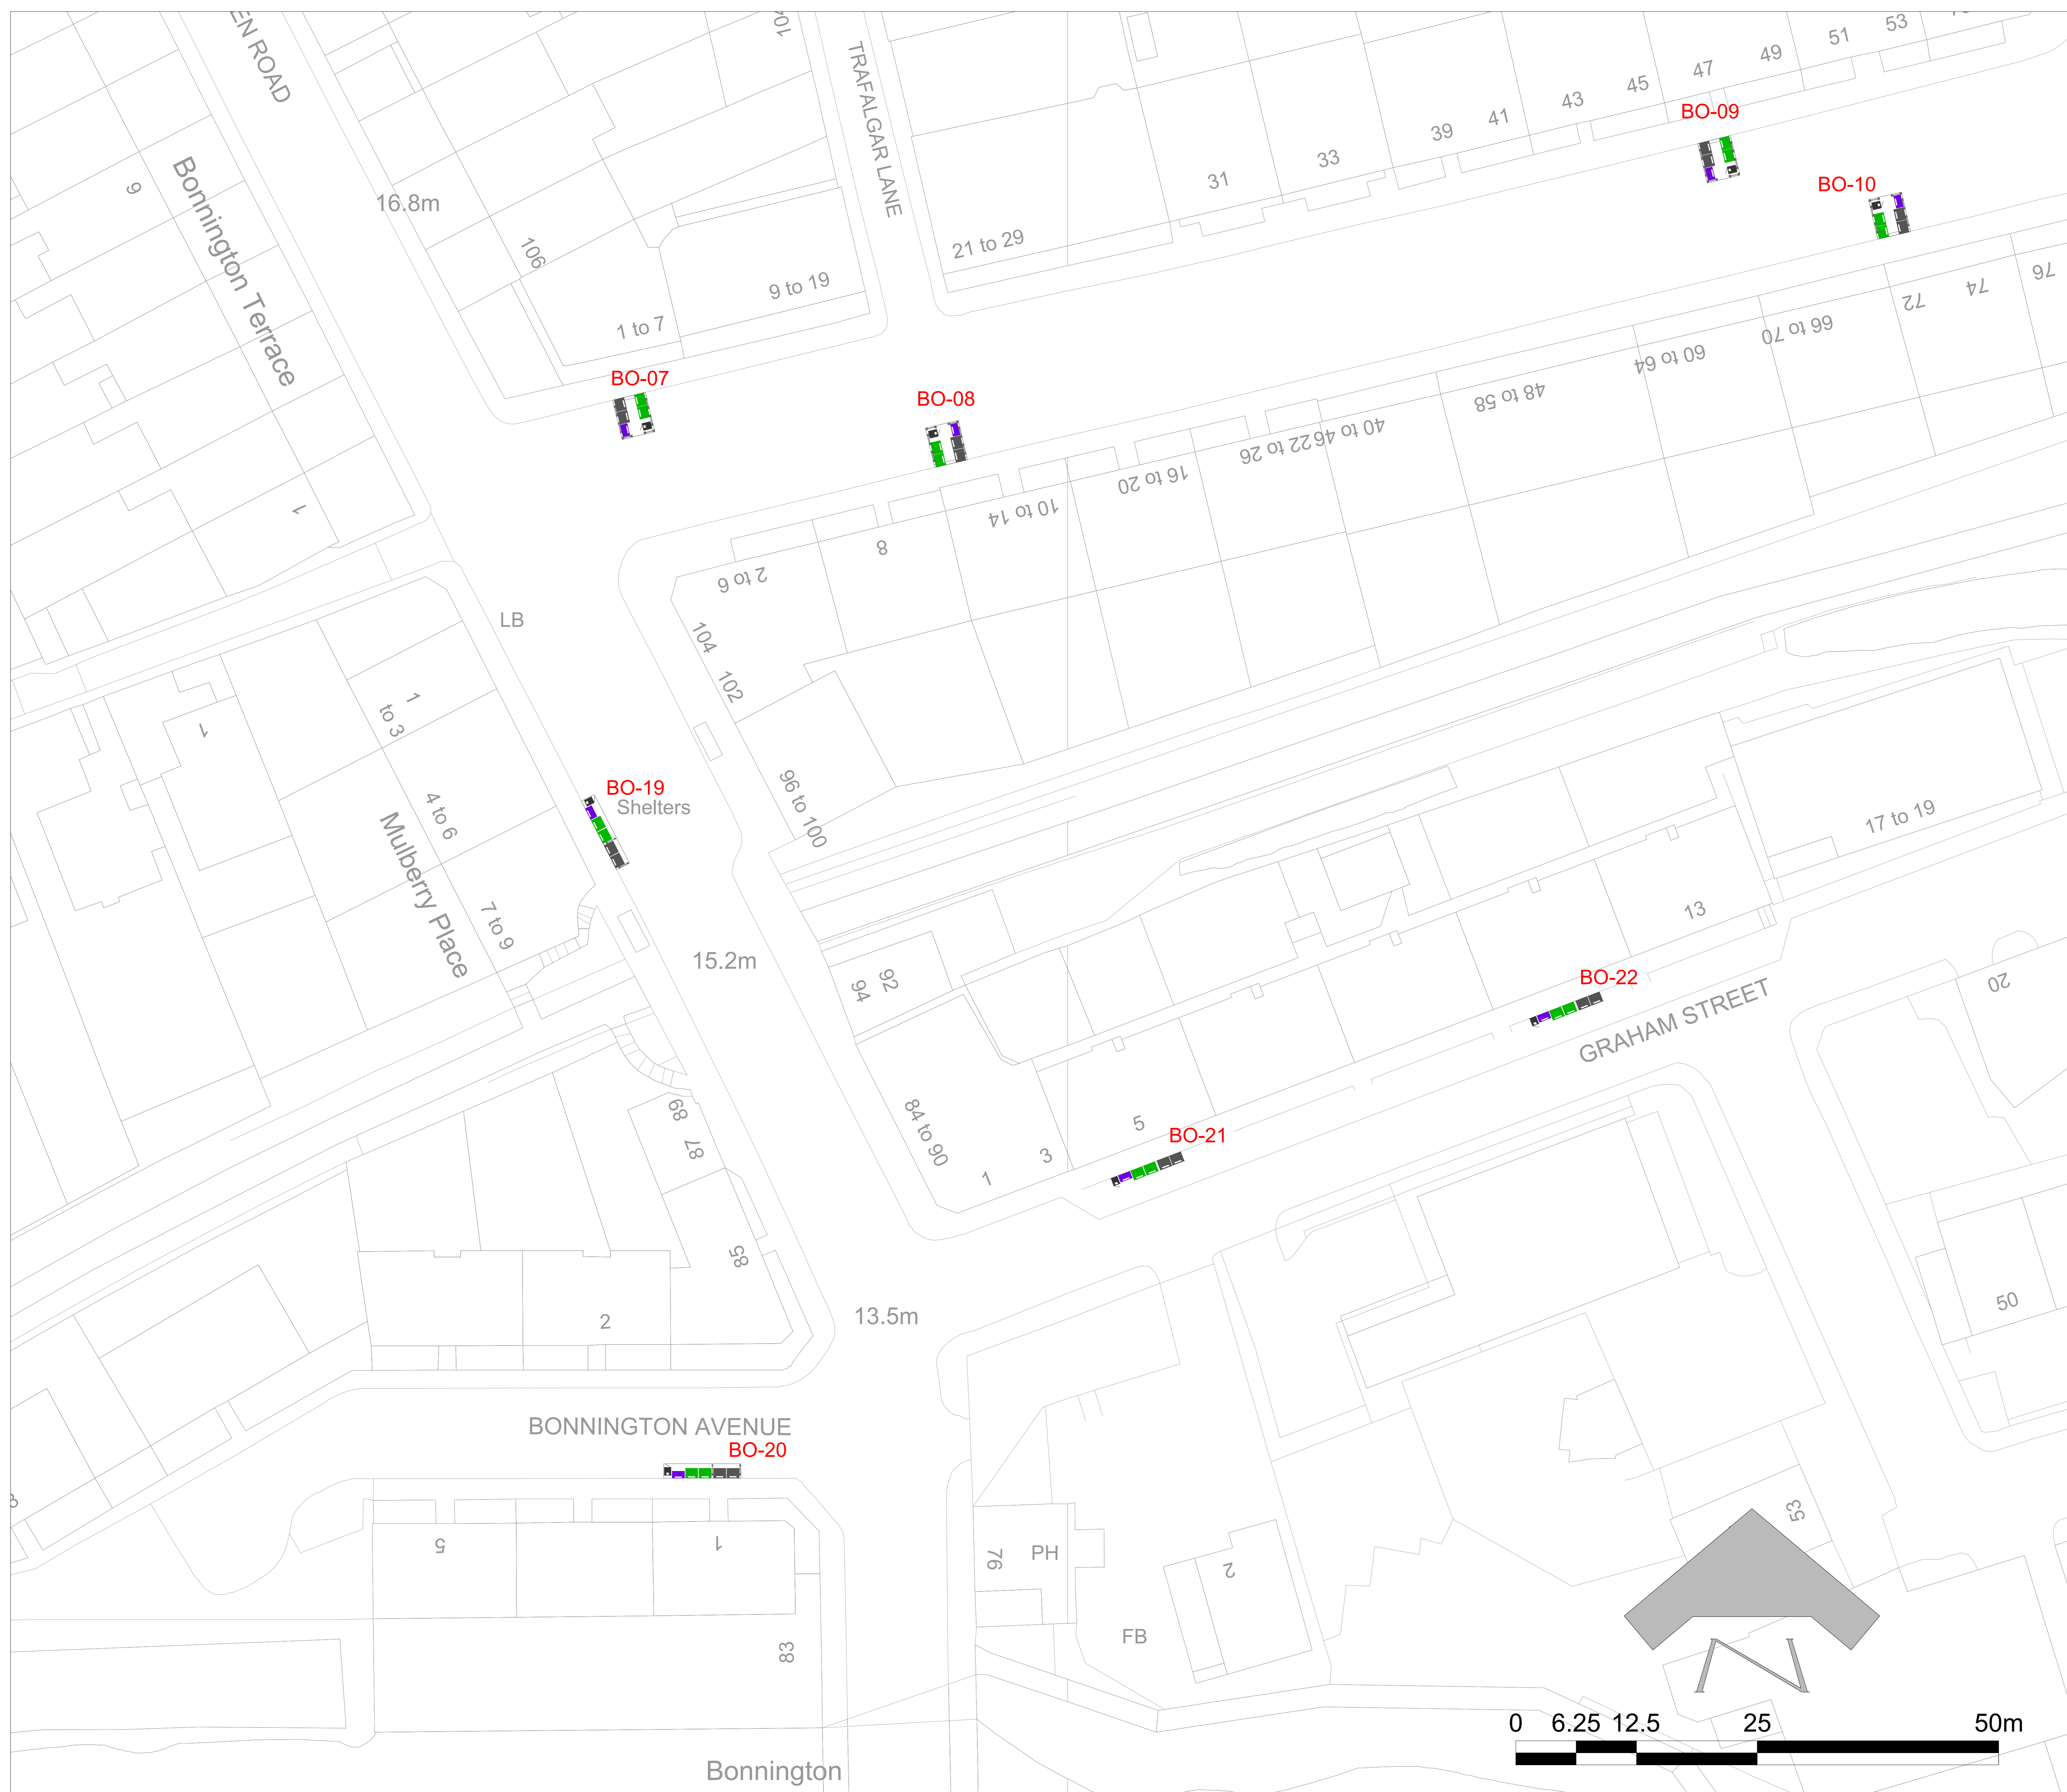 EN ROAD
TRAFALGAR LANE
53
51
49
47
45
43
41
39
33
31
BO-09
BO-10
Bonnington Terrace
16.8m
106
21 to 29
9 to 19
1 to 7
76
74
72
66 to 70
60 to 64
48 to 58
40 to 46
22 to 26
16 to 20
10 to 14
8
2 to 6
BO-07
BO-08
1
LB
104
102
96 to 100
1
to 3
1
4 to 6
7 to 9
Mulberry Place
BO-19
Shelters
17 to 19
13
15.2m
92
94
BO-22
GRAHAM STREET
20
84 to 90
1
3
5
BO-21
89
87
85
2
13.5m
50
BONNINGTON AVENUE
BO-20
5
1
76
PH
2
53
FB
83
Bonnington
0 6.25 12.5 25 50m
N